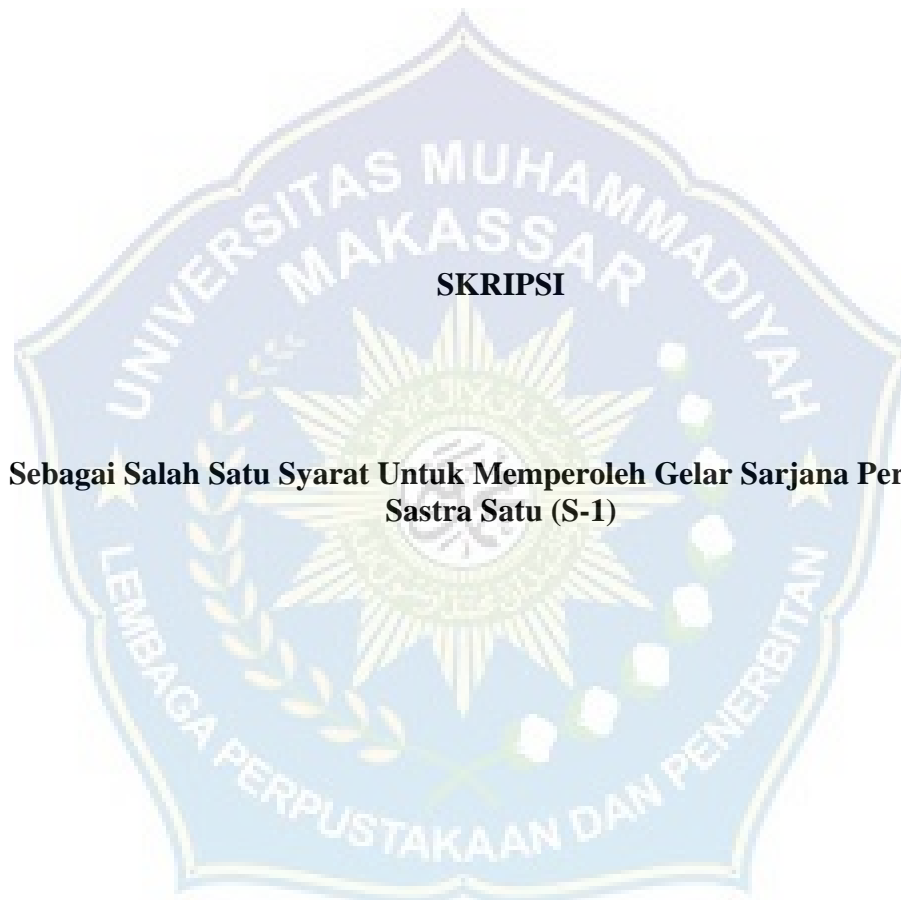 UNIVERSITAS MUHAMMADIYAH
MAKASSAR
SKRIPSI
Sebagai Salah Satu Syarat Untuk Memperoleh Gelar Sarjana Per
Sastra Satu (S-1)
LEMBAGA PERPUSTAKAAN DAN PENERBITAN